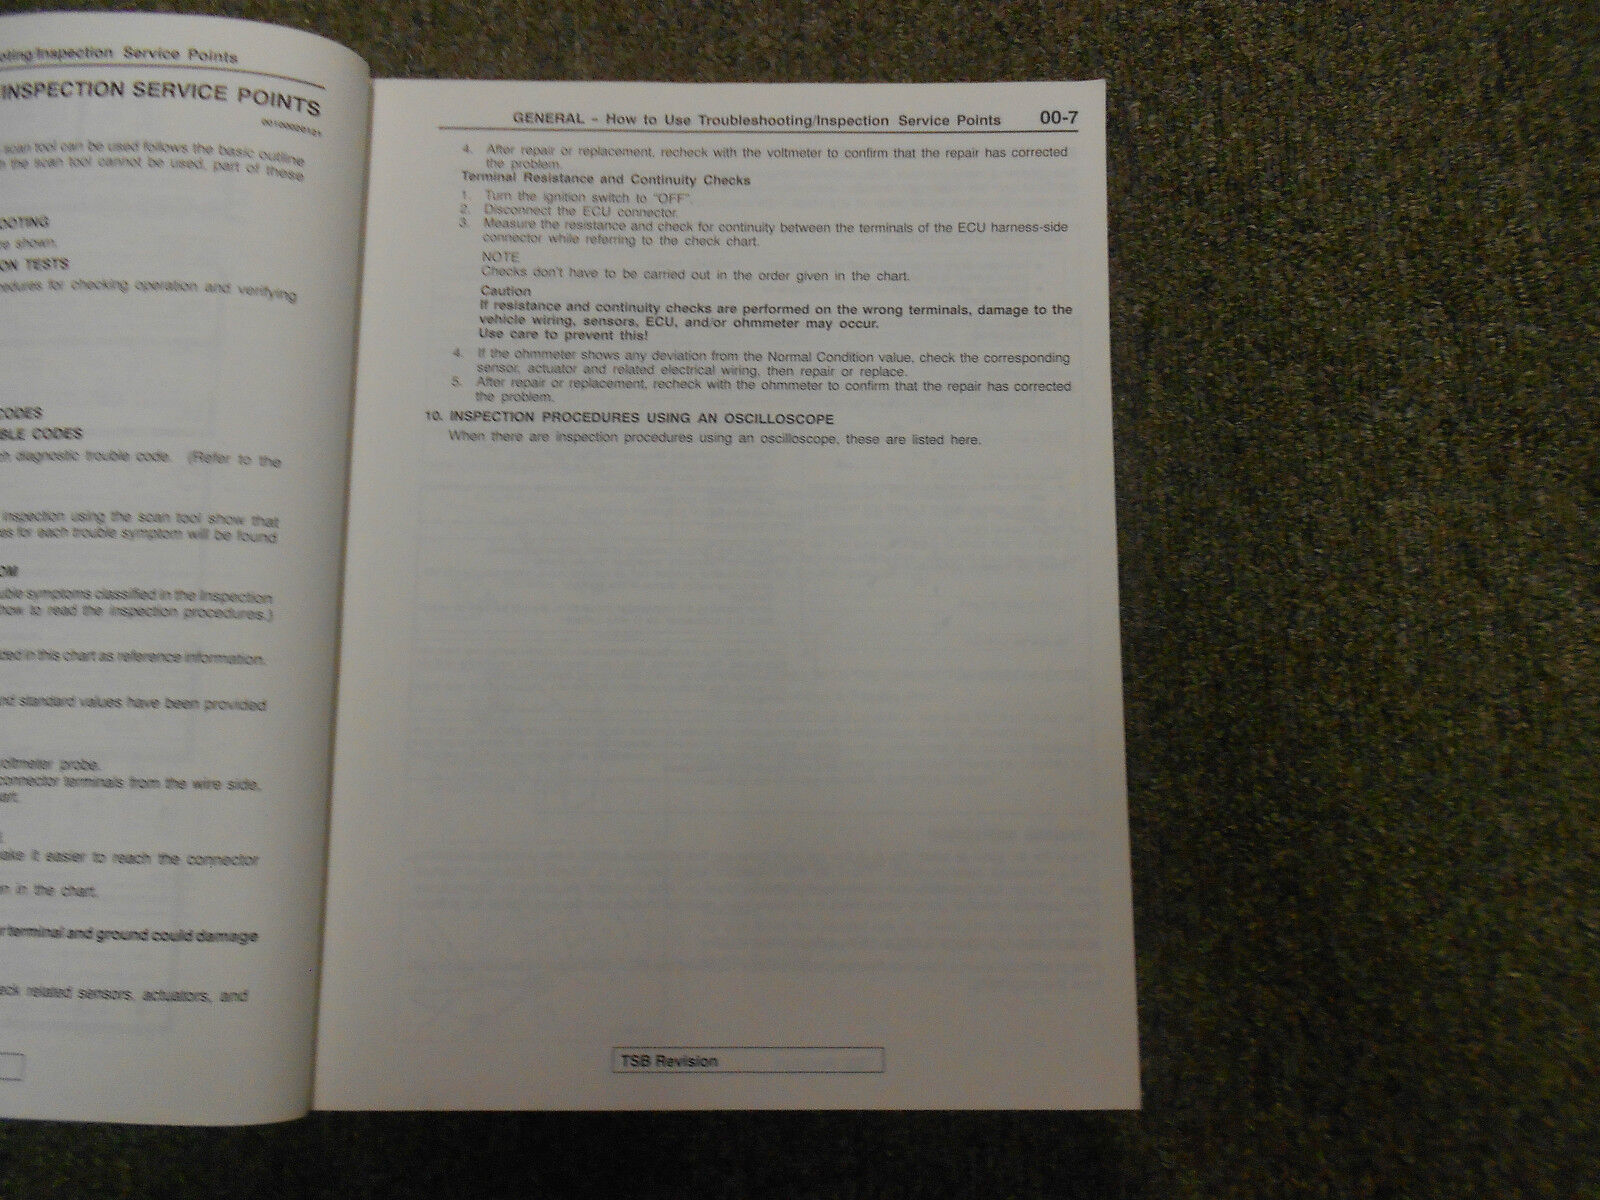 Inspection Service Points
INSPECTION SERVICE POINTS
00100020121
scan tool can be used follows the basic outline
the scan tool cannot be used, part of these
shown.
ON TESTS
for checking operation and verifying
CODES
CODES
diagnostic trouble code. (Refer to the
inspection using the scan tool show that
for each trouble symptom will be found
symptoms classified in the Inspection
how to read the inspection procedures.)
in this chart as reference information.
standard values have been provided
voltmeter probe.
connector terminals from the wire side,
it easier to reach the connector
in the chart.
terminal and ground could damage
related sensors, actuators, and
GENERAL – How to Use Troubleshooting/Inspection Service Points 00-7
4. After repair or replacement, recheck with the voltmeter to confirm that the repair has corrected
the problem.
Terminal Resistance and Continuity Checks
1. Turn the ignition switch to "OFF".
2. Disconnect the ECU connector.
3. Measure the resistance and check for continuity between the terminals of the ECU harness-side
connector while referring to the check chart.
NOTE
Checks don't have to be carried out in the order given in the chart.
Caution
If resistance and continuity checks are performed on the wrong terminals, damage to the
vehicle wiring, sensors, ECU, and/or ohmmeter may occur.
Use care to prevent this!
4. If the ohmmeter shows any deviation from the Normal Condition value, check the corresponding
sensor, actuator and related electrical wiring, then repair or replace.
5. After repair or replacement, recheck with the ohmmeter to confirm that the repair has corrected
the problem.
10. INSPECTION PROCEDURES USING AN OSCILLOSCOPE
When there are inspection procedures using an oscilloscope, these are listed here.
TSB Revision